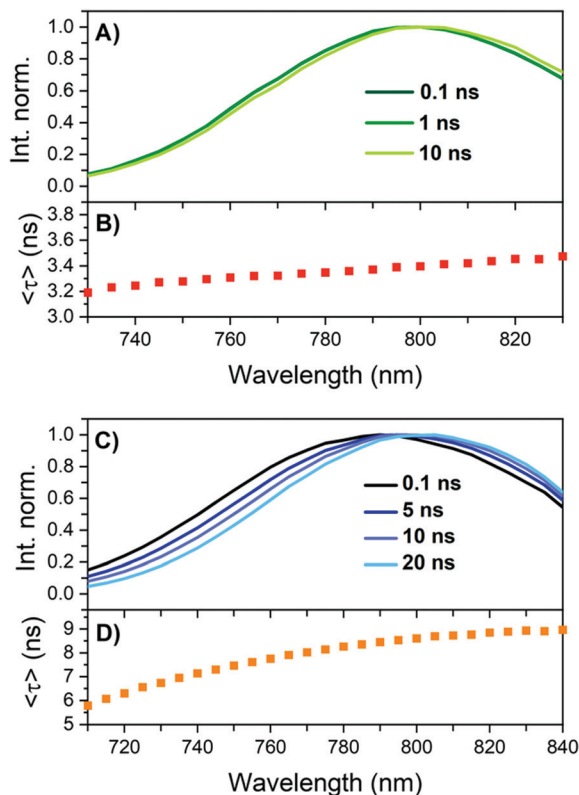 A)
Int. norm.
1.0
0.8
0.6
0.4
0.2
0.0
0.1 ns
1 ns
10 ns
B)
<τ> (ns)
3.8
3.6
3.4
3.2
3.0
740 760 780 800 820
Wavelength (nm)
C)
Int. norm.
1.0
0.8
0.6
0.4
0.2
0.0
0.1 ns
5 ns
10 ns
20 ns
D)
<τ> (ns)
9
8
7
6
5
720 740 760 780 800 820 840
Wavelength (nm)